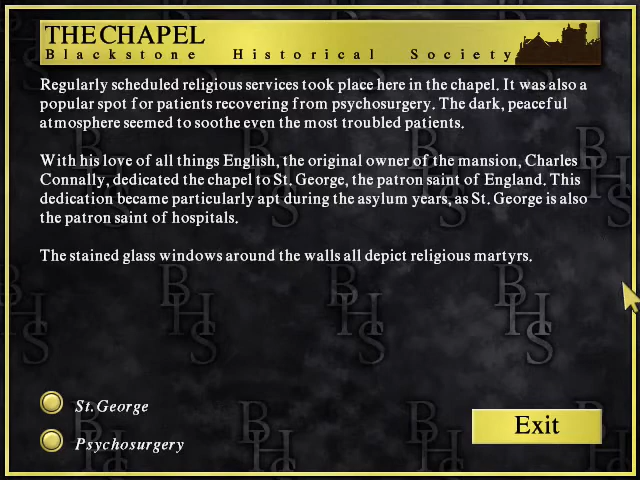 THE CHAPEL
Blackstone Historical Society
Regularly scheduled religious services took place here in the chapel. It was also a
popular spot for patients recovering from psychosurgery. The dark, peaceful
atmosphere seemed to soothe even the most troubled patients.
With his love of all things English, the original owner of the mansion, Charles
Connally, dedicated the chapel to St. George, the patron saint of England. This
dedication became particularly apt during the asylum years, as St. George is also
the patron saint of hospitals.
The stained glass windows around the walls all depict religious martyrs.
St.George
Psychosurgery
Exit